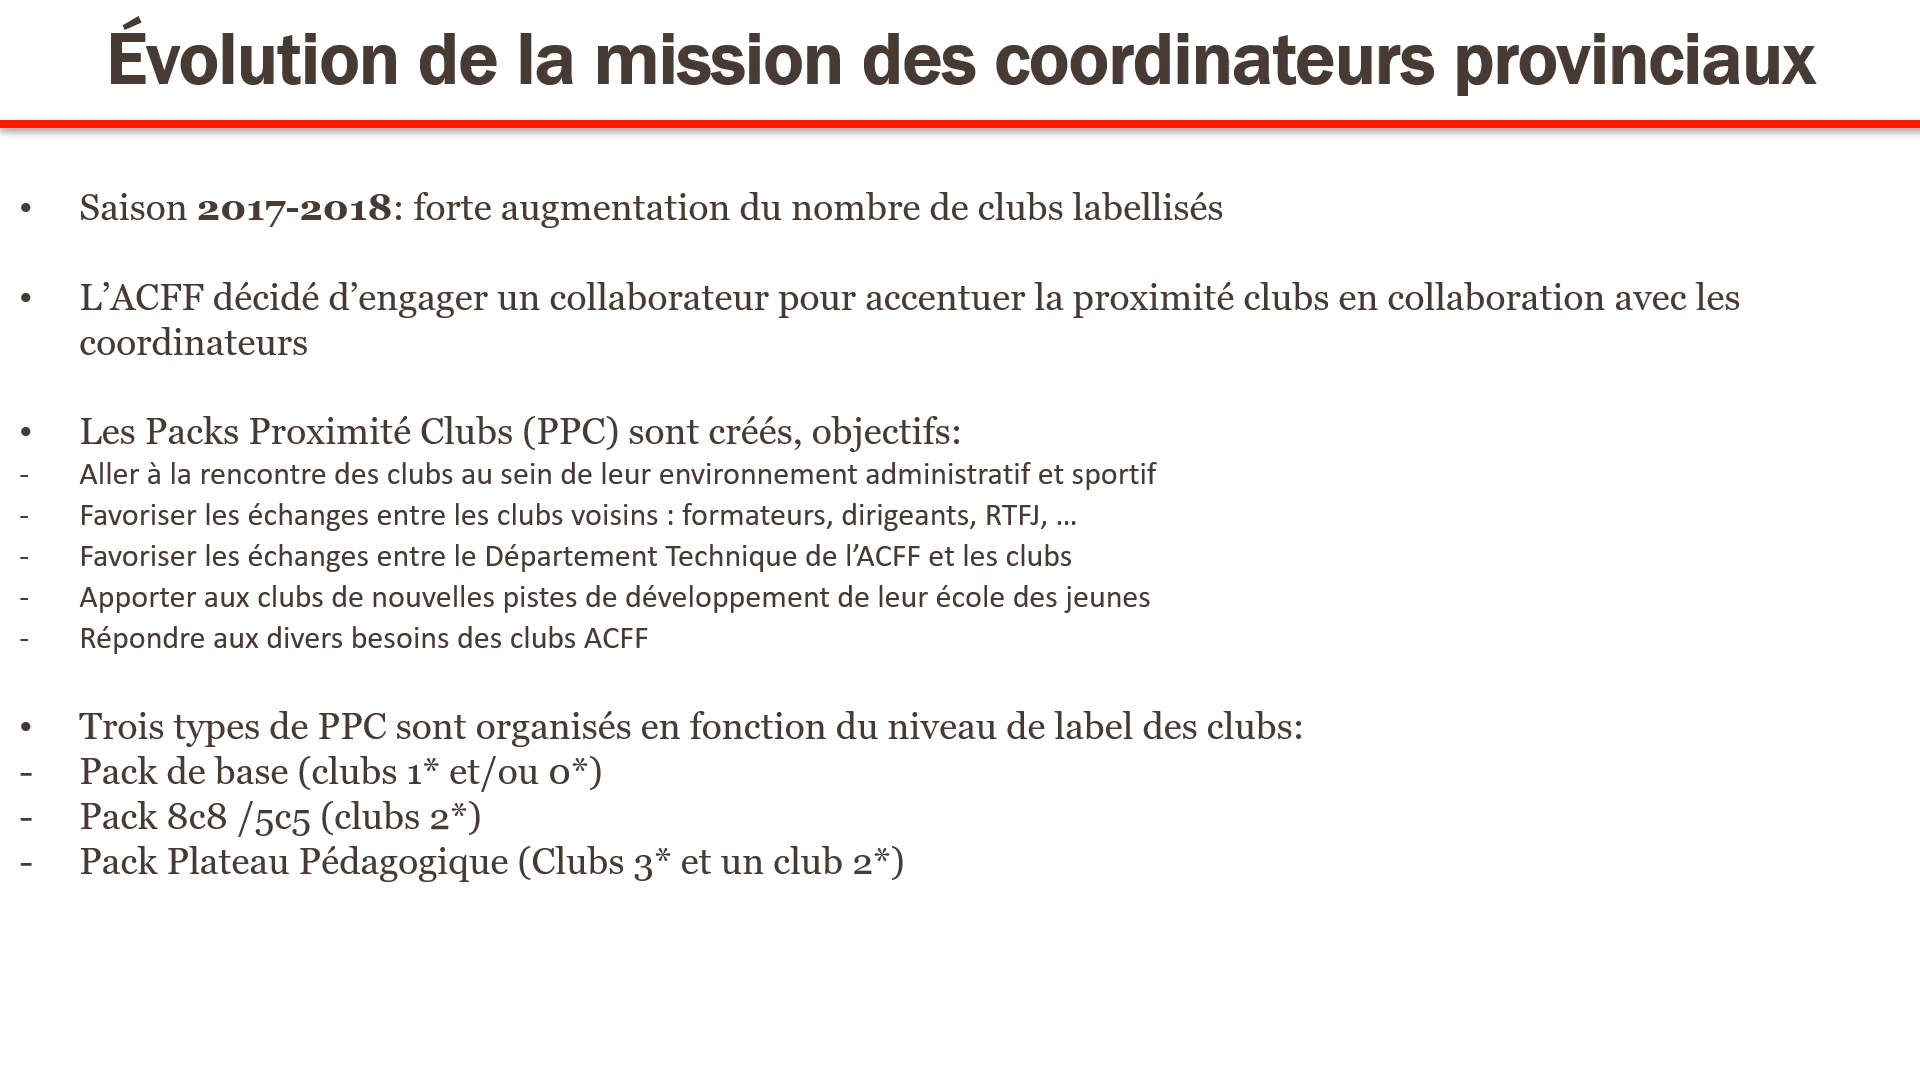 Évolution de la mission des coordinateurs provinciaux
• Saison 2017-2018: forte augmentation du nombre de clubs labellisés
• L’ACFF décidé d’engager un collaborateur pour accentuer la proximité clubs en collaboration avec les
coordinateurs
• Les Packs Proximité Clubs (PPC) sont créés, objectifs:
- Aller à la rencontre des clubs au sein de leur environnement administratif et sportif
- Favoriser les échanges entre les clubs voisins : formateurs, dirigeants, RTFJ, …
- Favoriser les échanges entre le Département Technique de l’ACFF et les clubs
- Apporter aux clubs de nouvelles pistes de développement de leur école des jeunes
- Répondre aux divers besoins des clubs ACFF
• Trois types de PPC sont organisés en fonction du niveau de label des clubs:
- Pack de base (clubs 1* et/ou 0*)
- Pack 8c8 /5c5 (clubs 2*)
- Pack Plateau Pédagogique (Clubs 3* et un club 2*)